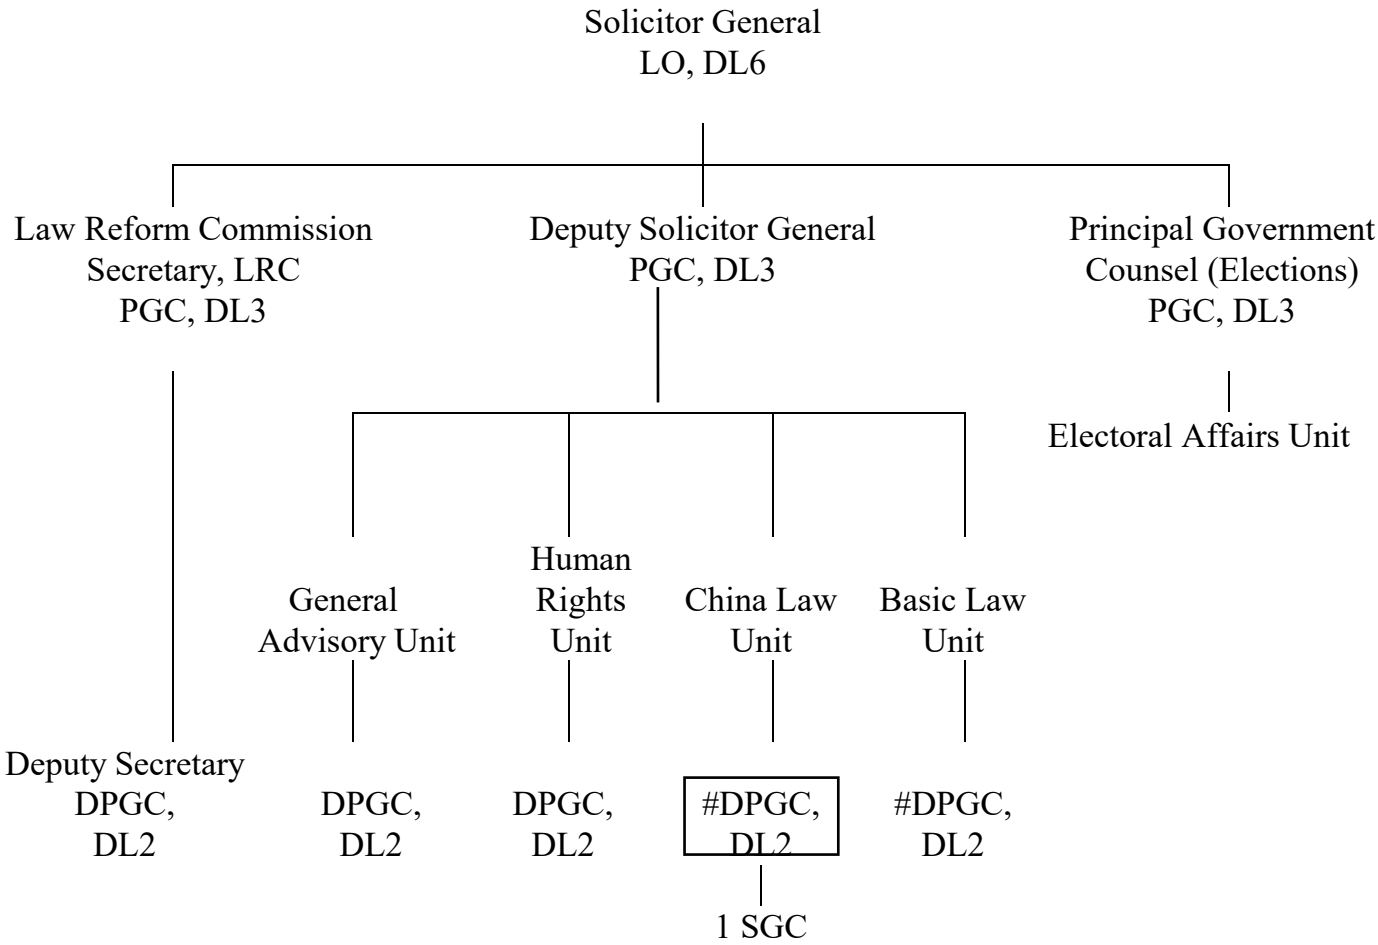 Solicitor General
LO, DL6
Law Reform Commission
Secretary, LRC
PGC, DL3
Deputy Solicitor General
PGC, DL3
Principal Government
Counsel (Elections)
PGC, DL3
Electoral Affairs Unit
General
Advisory Unit
Human
Rights
Unit
China Law
Unit
Basic Law
Unit
Deputy Secretary
DPGC,
DL2
DPGC,
DL2
DPGC,
DL2
#DPGC,
DL2
#DPGC,
DL2
1 SGC